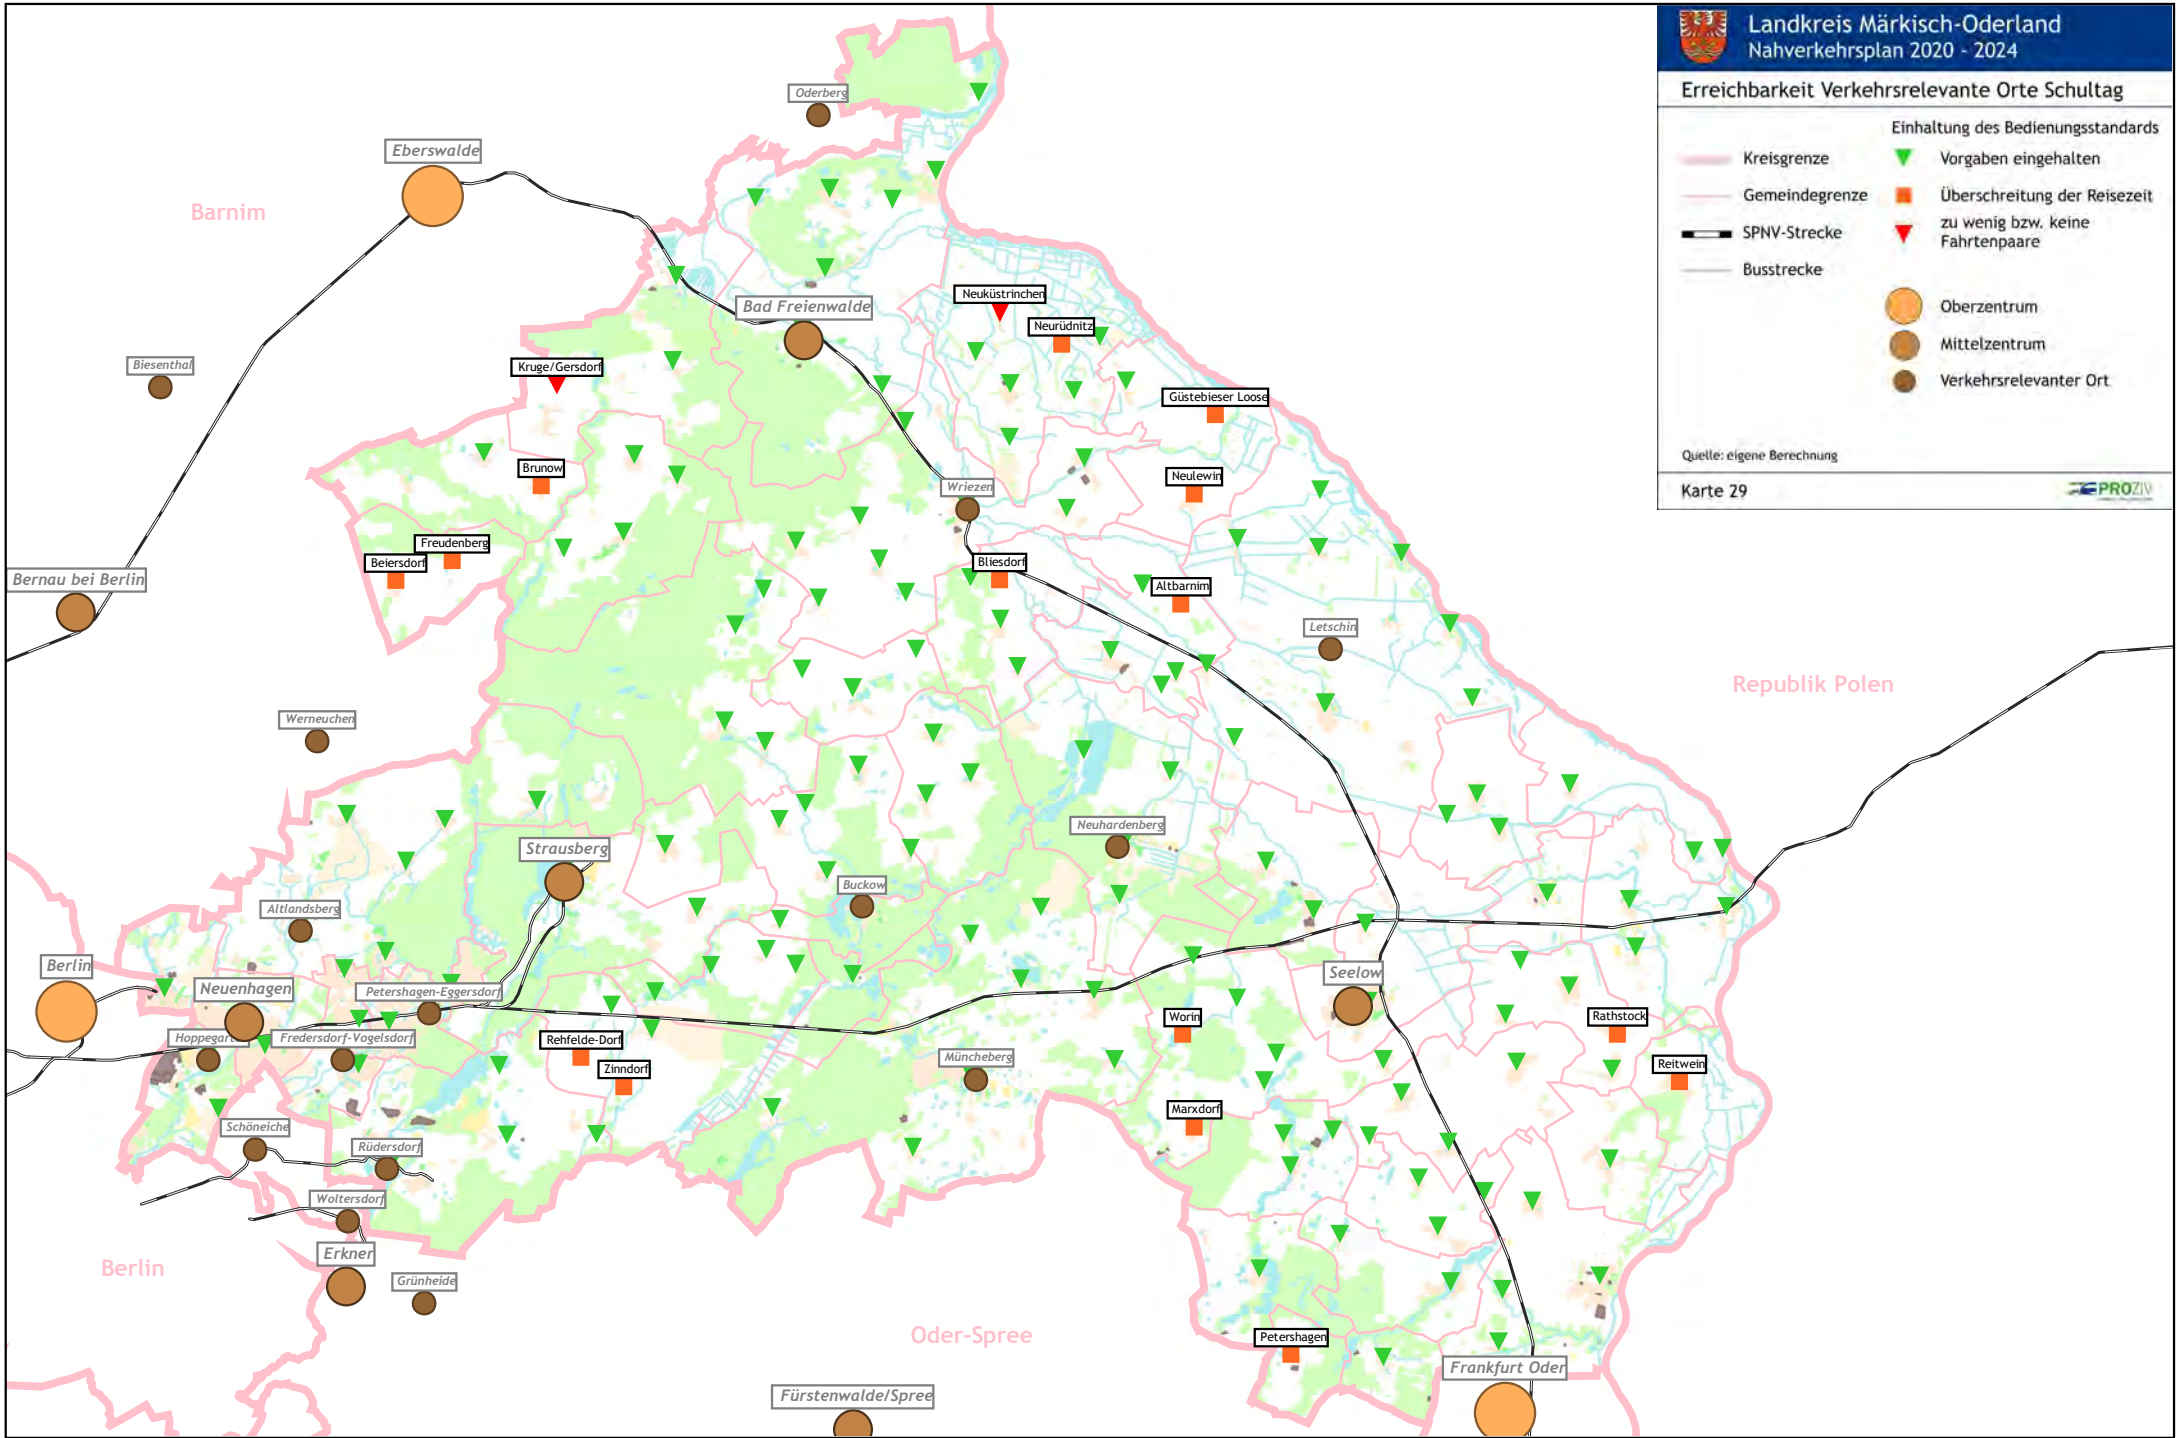 Landkreis Märkisch-Oderland
Nahverkehrsplan 2020 - 2024
Erreichbarkeit Verkehrsrelevante Orte Schultag
Einhaltung des Bedienungsstandards
Kreisgrenze
Vorgaben eingehalten
Gemeindegrenze
Überschreitung der Reisezeit
SPNV-Strecke
zu wenig bzw. keine
Fahrtenpaare
Busstrecke
Oberzentrum
Mittelzentrum
Verkehrsrelevanter Ort
Quelle: eigene Berechnung
Karte 29
PROZIV
Oderberg
Eberswalde
Barnim
Neuküstrinchen
Bad Freienwalde
Neurüdnitz
Biesenthal
Kruge/Gersdorf
Güstebieser Loose
Brunow
Neulewin
Wriezen
Freudenberg
Beiersdorf
Bliesdorf
Bernau bei Berlin
Altbarnim
Letschin
Republik Polen
Werneuchen
Neuhardenberg
Strausberg
Buckow
Altlandsberg
Berlin
Seelow
Neuenhagen
Petershagen-Eggersdorf
Worin
Rathstock
Hoppegart
Fredersdorf-Vogelsdorf
Rehfelde-Dorf
Müncheberg
Zinndorf
Reitwein
Marxdorf
Schöneiche
Rüdersdorf
Woltersdorf
Erkner
Berlin
Grünheide
Oder-Spree
Petershagen
Frankfurt Oder
Fürstenwalde/Spree